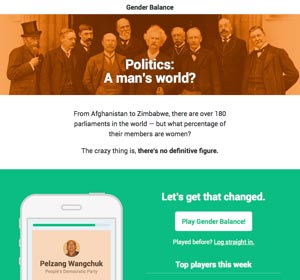 Gender Balance
Politics:
A man's world?
From Afghanistan to Zimbabwe, there are over 180
parliaments in the world — but what percentage of
their members are women?
The crazy thing is, there's no definitive figure.
Let's get that changed.
Play Gender Balance!
Played before? Log straight in.
Top players this week
Pelzang Wangchuk
People's Democratic Party